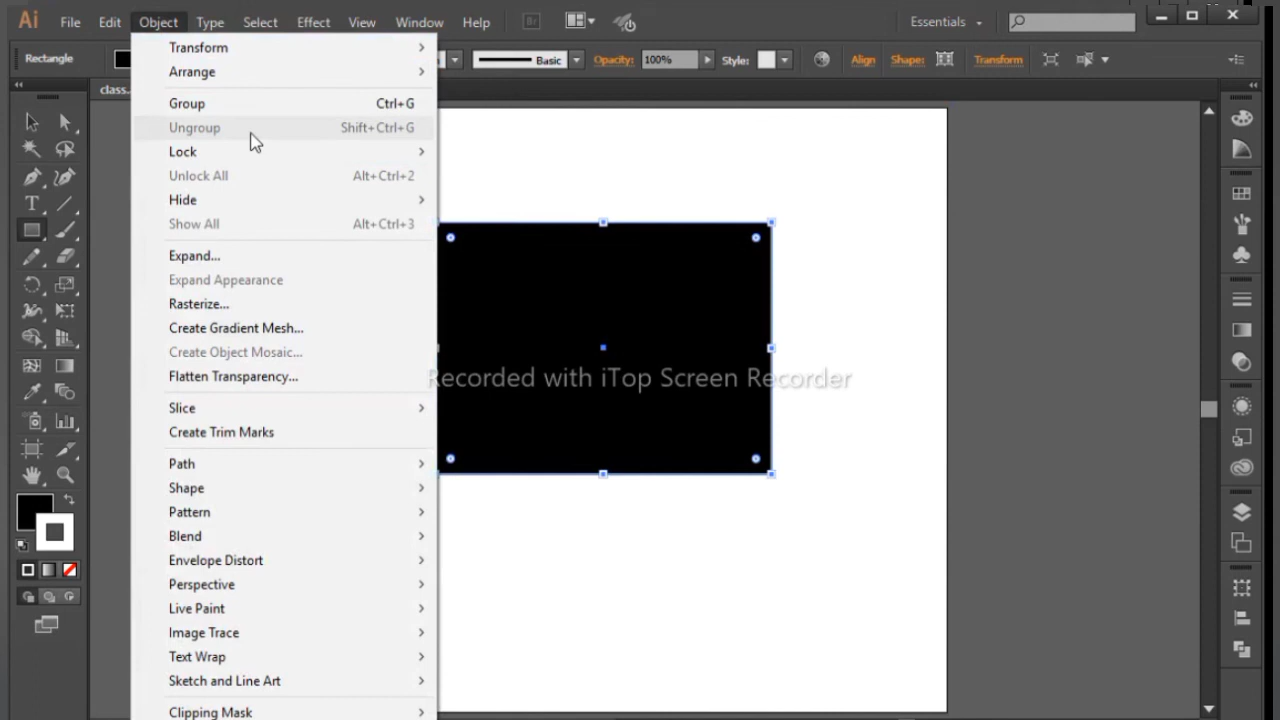 Ai File Edit Object Type Select Effect View Window Help Br Essentials
Rectangle Basic Opacity: 100% Style: Align Shape: Transform
class.
Transform
Arrange
Group Ctrl+G
Ungroup Shift+Ctrl+G
Lock
Unlock All Alt+Ctrl+2
Hide
Show All Alt+Ctrl+3
Expand...
Expand Appearance
Rasterize...
Create Gradient Mesh...
Create Object Mosaic...
Flatten Transparency...
Recorded with iTop Screen Recorder
Slice
Create Trim Marks
Path
Shape
Pattern
Blend
Envelope Distort
Perspective
Live Paint
Image Trace
Text Wrap
Sketch and Line Art
Clipping Mask